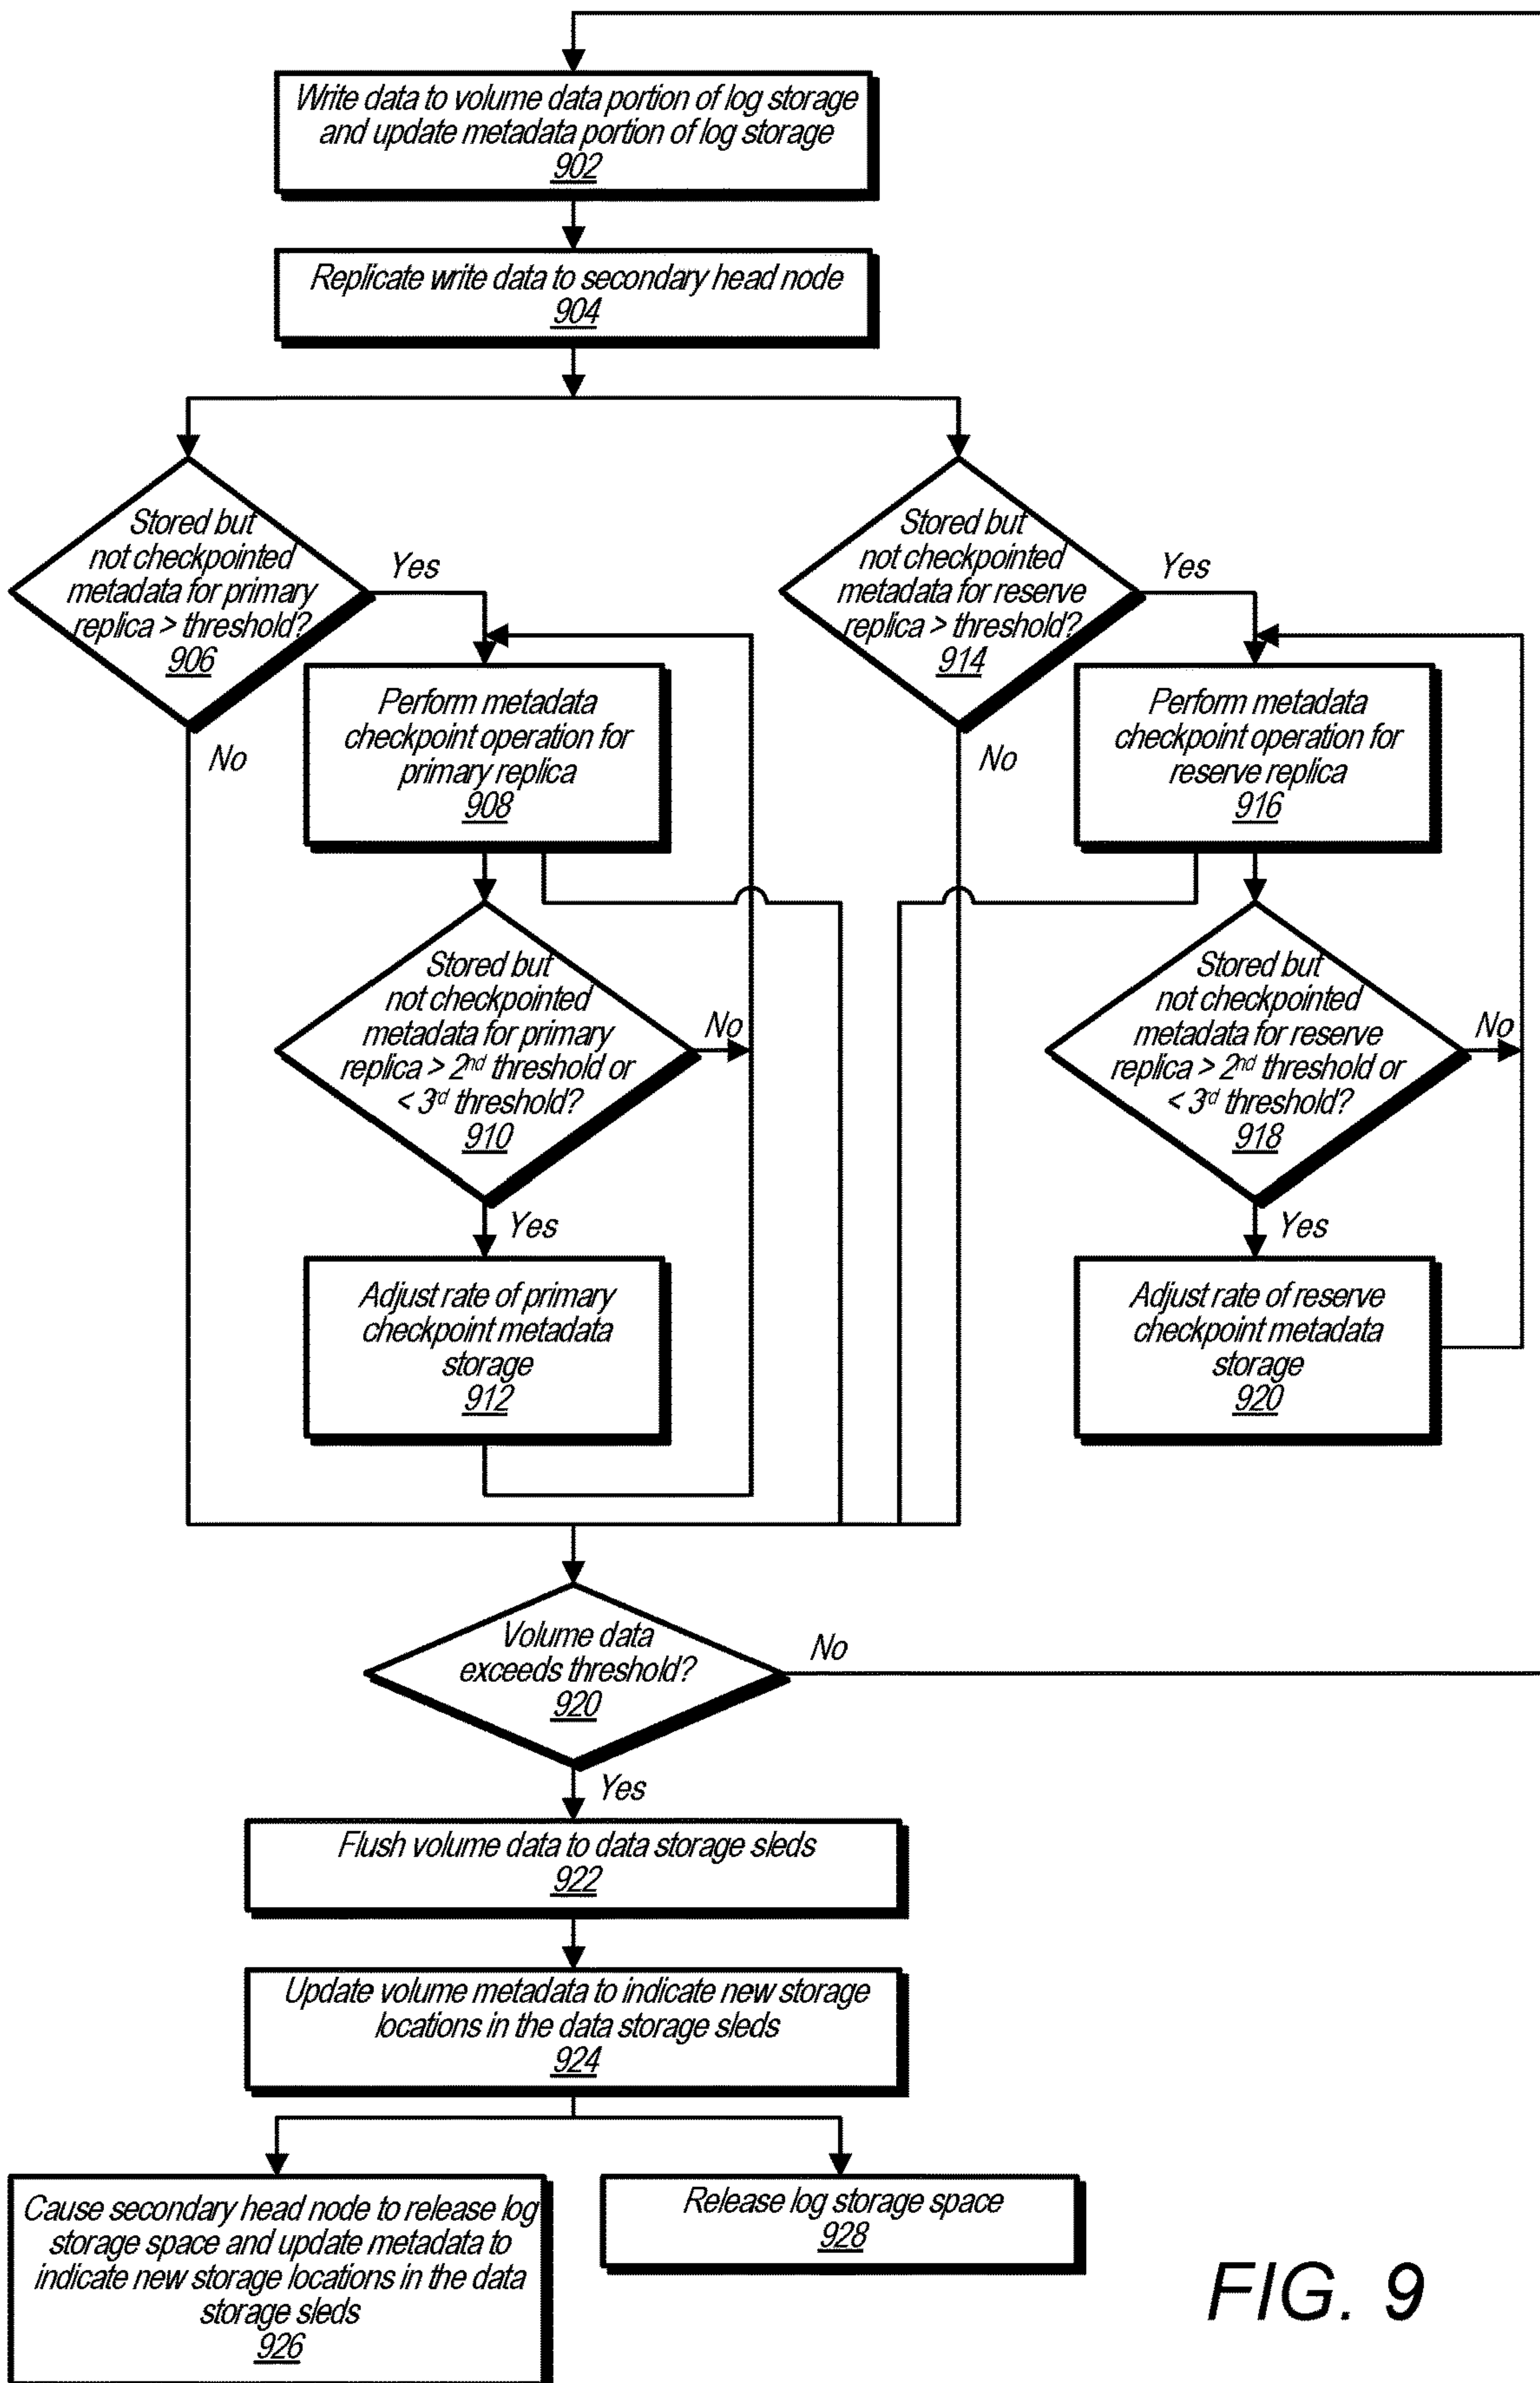 Write data to volume data portion of log storage
and update metadata portion of log storage
902
Replicate write data to secondary head node
904
Stored but
not checkpointed
metadata for primary
replica > threshold?
906
Yes
No
Perform metadata
checkpoint operation for
primary replica
908
Stored but
not checkpointed
metadata for primary
replica > 2nd threshold or
< 3rd threshold?
910
No
Yes
Adjust rate of primary
checkpoint metadata
storage
912
Stored but
not checkpointed
metadata for reserve
replica > threshold?
914
Yes
No
Perform metadata
checkpoint operation for
reserve replica
916
Stored but
not checkpointed
metadata for reserve
replica > 2nd threshold or
< 3rd threshold?
918
No
Yes
Adjust rate of reserve
checkpoint metadata
storage
920
Volume data
exceeds threshold?
920
No
Yes
Flush volume data to data storage sleds
922
Update volume metadata to indicate new storage
locations in the data storage sleds
924
Cause secondary head node to release log
storage space and update metadata to
indicate new storage locations in the data
storage sleds
926
Release log storage space
928
FIG. 9